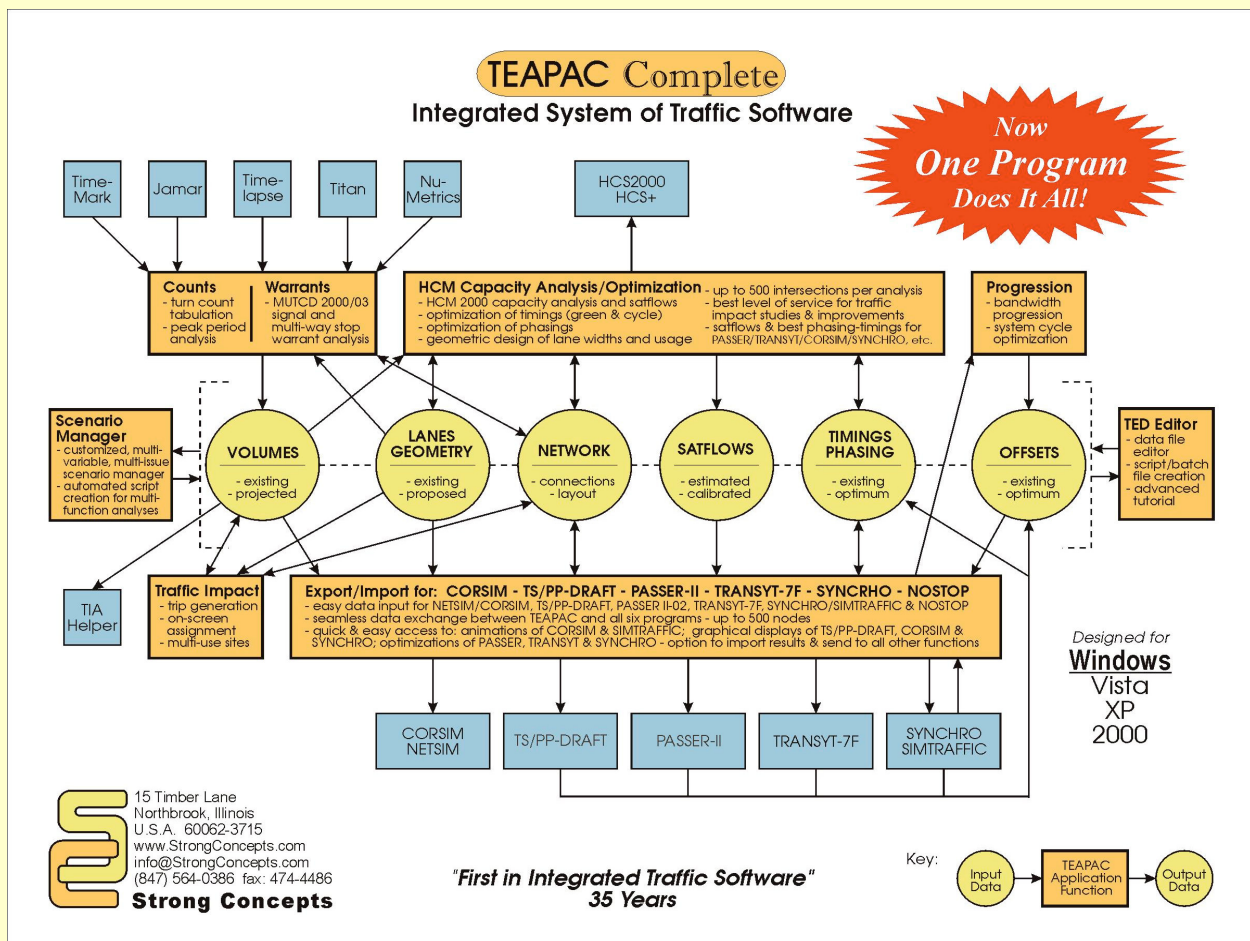 TEAPAC Complete
Integrated System of Traffic Software
Now
One Program
Does It All!
Time-
Mark
Jamar
Time-
lapse
Titan
Nu-
Metrics
HCS2000
HCS+
Counts
- turn count
tabulation
- peak period
analysis
Warrants
- MUTCD 2000/03
signal and
multi-way stop
warrant analysis
HCM Capacity Analysis/Optimization
- HCM 2000 capacity analysis and satflows
- optimization of timings (green & cycle)
- optimization of phasings
- geometric design of lane widths and usage
- up to 500 intersections per analysis
- best level of service for traffic
impact studies & improvements
- satflows & best phasing-timings for
PASSER/TRANSYT/CORSIM/SYNCHRO, etc.
Progression
- bandwidth
progression
- system cycle
optimization
Scenario
Manager
- customized, multi-
variable, multi-issue
scenario manager
- automated script
creation for multi-
function analyses
VOLUMES
- existing
- projected
LANES
GEOMETRY
- existing
- proposed
NETWORK
- connections
- layout
SATFLOWS
- estimated
- calibrated
TIMINGS
PHASING
- existing
- optimum
OFFSETS
- existing
- optimum
TED Editor
- data file
editor
- script/batch
file creation
- advanced
tutorial
TIA
Helper
Traffic Impact
- trip generation
- on-screen
assignment
- multi-use sites
Export/Import for: CORSIM - TS/PP-DRAFT - PASSER-II - TRANSYT-7F - SYNCRHO - NOSTOP
- easy data input for NETSIM/CORSIM, TS/PP-DRAFT, PASSER II-02, TRANSYT-7F, SYNCHRO/SIMTRAFFIC & NOSTOP
- seamless data exchange between TEAPAC and all six programs - up to 500 nodes
- quick & easy access to: animations of CORSIM & SIMTRAFFIC; graphical displays of TS/PP-DRAFT, CORSIM &
SYNCHRO; optimizations of PASSER, TRANSYT & SYNCHRO - option to import results & send to all other functions
CORSIM
NETSIM
TS/PP-DRAFT
PASSER-II
TRANSYT-7F
SYNCHRO
SIMTRAFFIC
Designed for
Windows
Vista
XP
2000
15 Timber Lane
Northbrook, Illinois
U.S.A. 60062-3715
www.StrongConcepts.com
info@StrongConcepts.com
(847) 564-0386 fax: 474-4486
Strong Concepts
"First in Integrated Traffic Software"
35 Years
Key:
Input
Data
TEAPAC
Application
Function
Output
Data